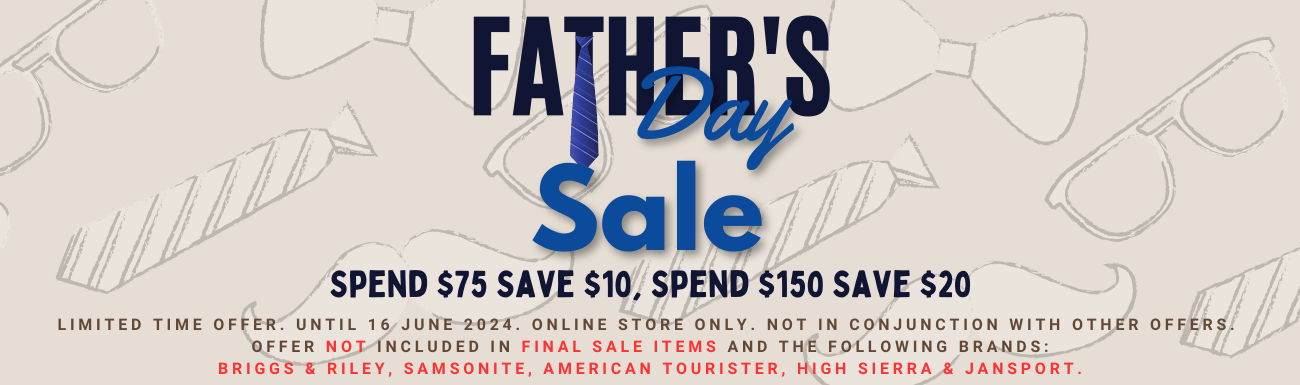 FATHER'S
Day
Sale
SPEND $75 SAVE $10, SPEND $150 SAVE $20
LIMITED TIME OFFER. UNTIL 16 JUNE 2024. ONLINE STORE ONLY. NOT IN CONJUNCTION WITH OTHER OFFERS.
OFFER NOT INCLUDED IN FINAL SALE ITEMS AND THE FOLLOWING BRANDS:
BRIGGS & RILEY, SAMSONITE, AMERICAN TOURISTER, HIGH SIERRA & JANSPORT.